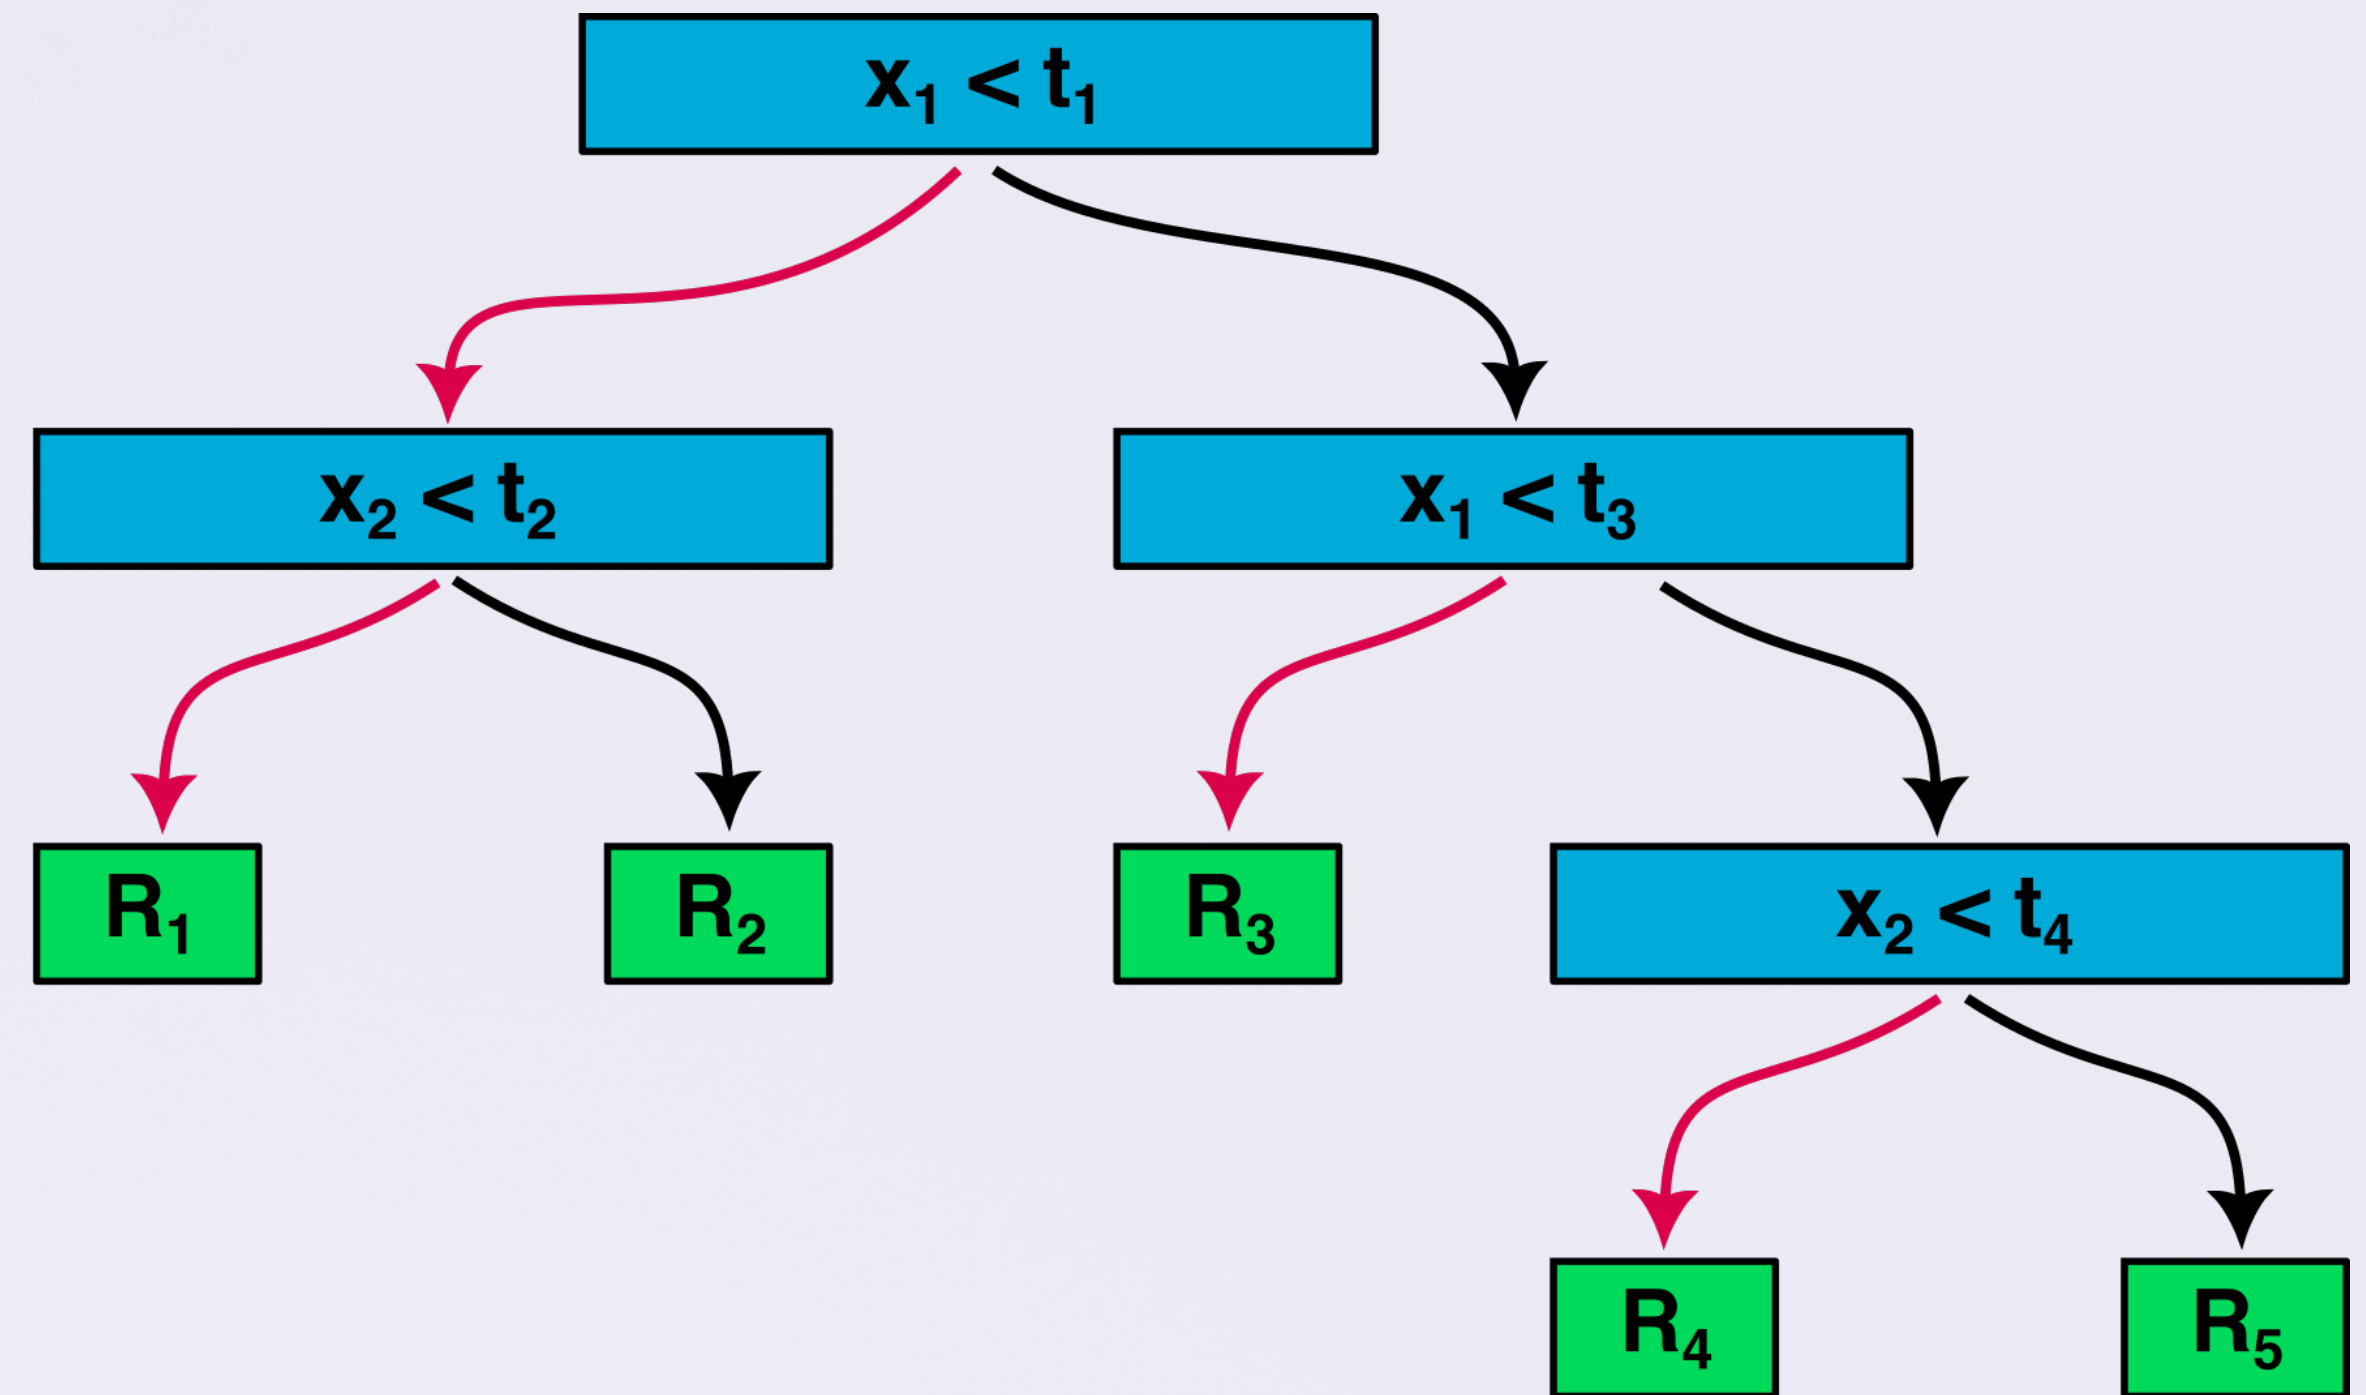 x₁ < t₁
x₂ < t₂
x₁ < t₃
R₁
R₂
R₃
x₂ < t₄
R₄
R₅